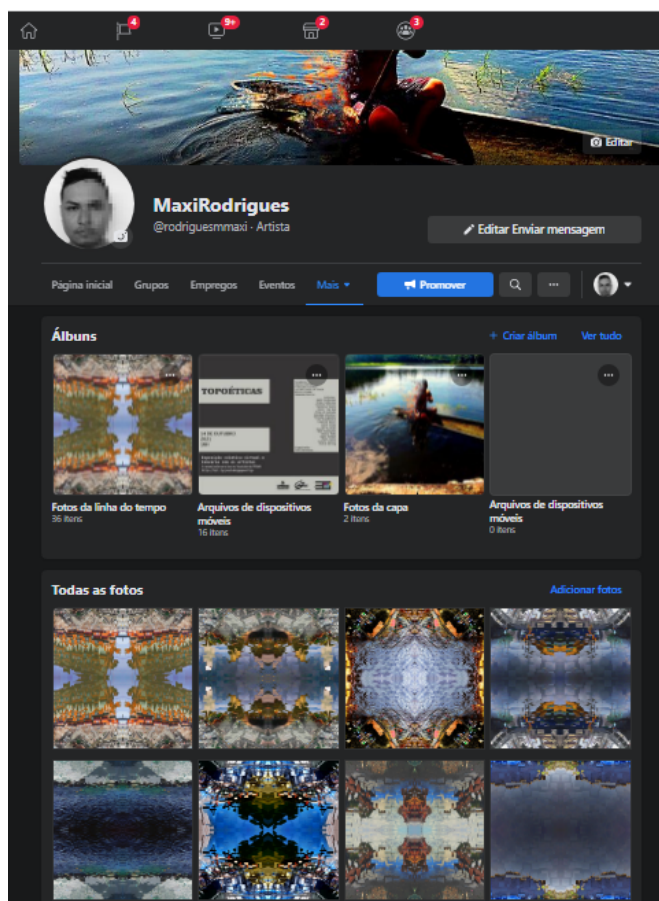 4
9+
2
3
Editar
MaxiRodrigues
@rodriguesmmaxi · Artista
Editar Enviar mensagem
Página inicial
Grupos
Empregos
Eventos
Mais
Promover
Álbuns
+ Criar álbum
Ver tudo
TOPOÉTICAS
Fotos da linha do tempo
36 itens
Arquivos de dispositivos
móveis
16 itens
Fotos da capa
2 itens
Arquivos de dispositivos
móveis
0 itens
Todas as fotos
Adicionar fotos